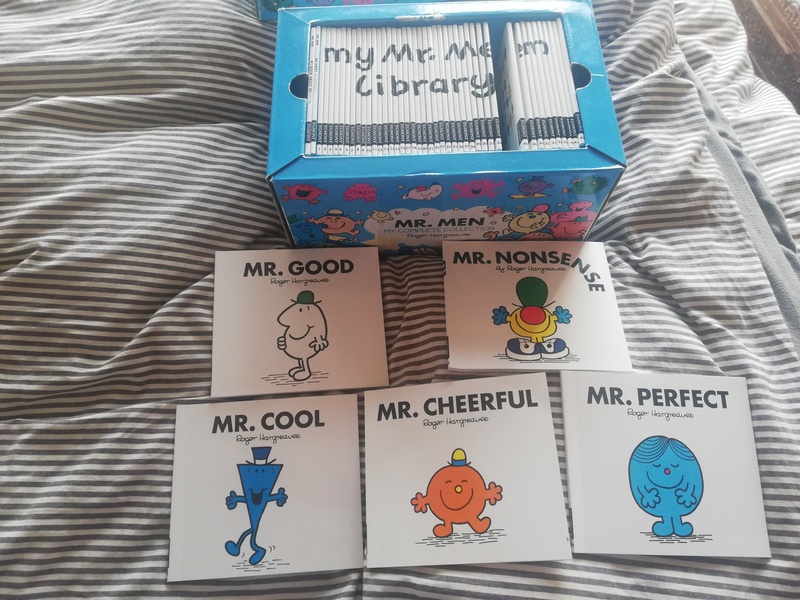 my Mr. Men
Library
MR. MEN
MY COMPLETE COLLECTION
Roger Hargreaves
MR. GOOD
Roger Hargreaves
MR. NONSENSE
By Roger Hargreaves
MR. COOL
Roger Hargreaves
MR. CHEERFUL
Roger Hargreaves
MR. PERFECT
Roger Hargreaves